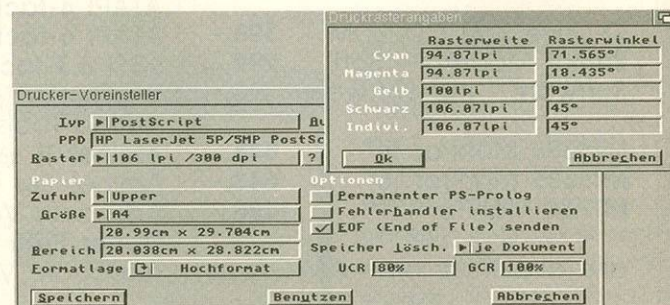 Druckrasterangaben
Rasterweite Rasterwinkel
Cyan 94.87lpi 71.565°
Magenta 94.87lpi 18.435°
Gelb 100lpi 0°
Schwarz 106.07lpi 45°
Indivi. 106.07lpi 45°
Ok Abbrechen
Drucker-Voreinsteller
Typ PostScript
PPD HP LaserJet 5P/5MP
Raster 106 lpi /300 dpi ?
Papier
Zufuhr Upper
Größe A4
20.99cm × 29.704cm
Bereich 20.038cm × 28.822cm
Formatlage Hochformat
Optionen
Permanenter PS-Prolog
Fehlerhandler installieren
EOF (End of File) senden
Speicher lösch. je Dokument
UCR 80% GCR 100%
Speichern Benutzen Abbrechen